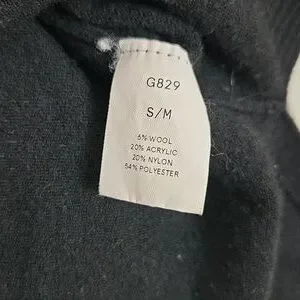 G829
S/M
6% WOOL
20% ACRYLIC
20% NYLON
54% POLYESTER